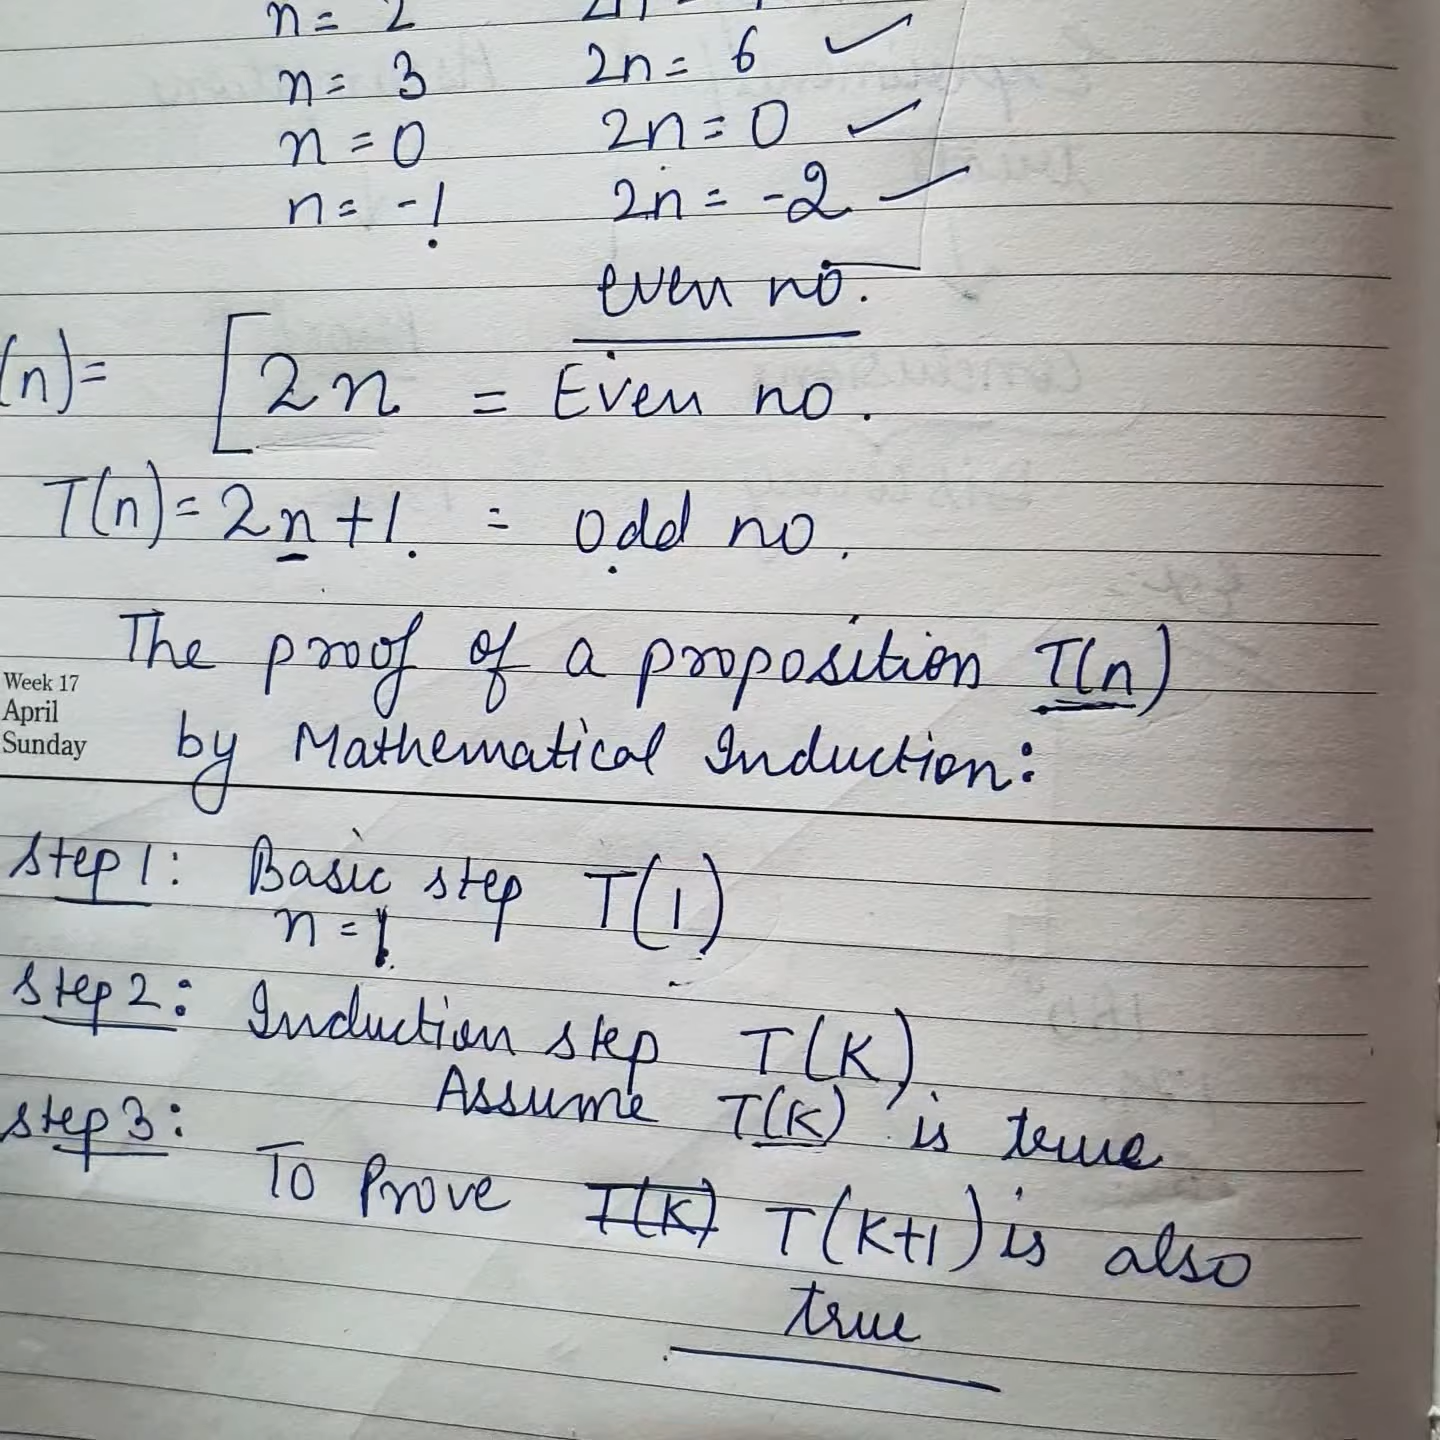 n = 2
n = 3 2n = 6 ✓
n = 0 2n = 0 ✓
n = -1 2n = -2 ✓
even no.
(n) = [2n = Even no.
T(n) = 2n+1 = odd no.
The proof of a proposition T(n)
Week 17
April
Sunday
by Mathematical Induction:
Step 1: Basic step T(1)
n = 1
Step 2: Induction step T(K)
Assume T(K) is true
Step 3:
To Prove T(K) T(K+1) is also
true